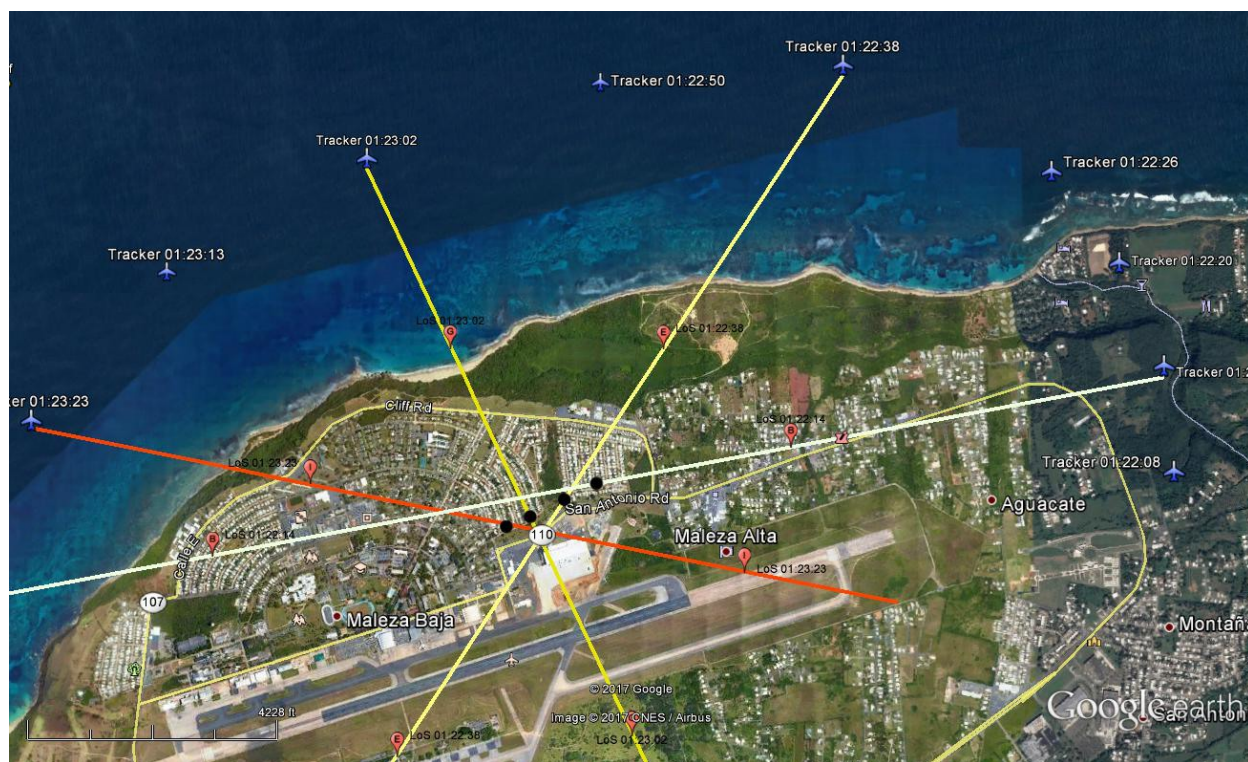 Tracker 01:22:38
Tracker 01:22:50
Tracker 01:23:02
Tracker 01:22:26
Tracker 01:23:13
Tracker 01:22:20
LoS 01:23:02
LoS 01:22:38
G
E
Tracker 01:2
ker 01:23:23
Cliff Rd
LoS 01:22:14
B
LoS 01:23:23
I
Tracker 01:22:08
San Antonio Rd
Aguacate
LoS 01:22:14
B
Calle E
110
Maleza Alta
I
LoS 01:23:23
107
Maleza Baja
Montañ
© 2017 Google
4228 ft
Image © 2017 CNES / Airbus
Google earth
San Anton
E
LoS 01:22:38
LoS 01:23:02